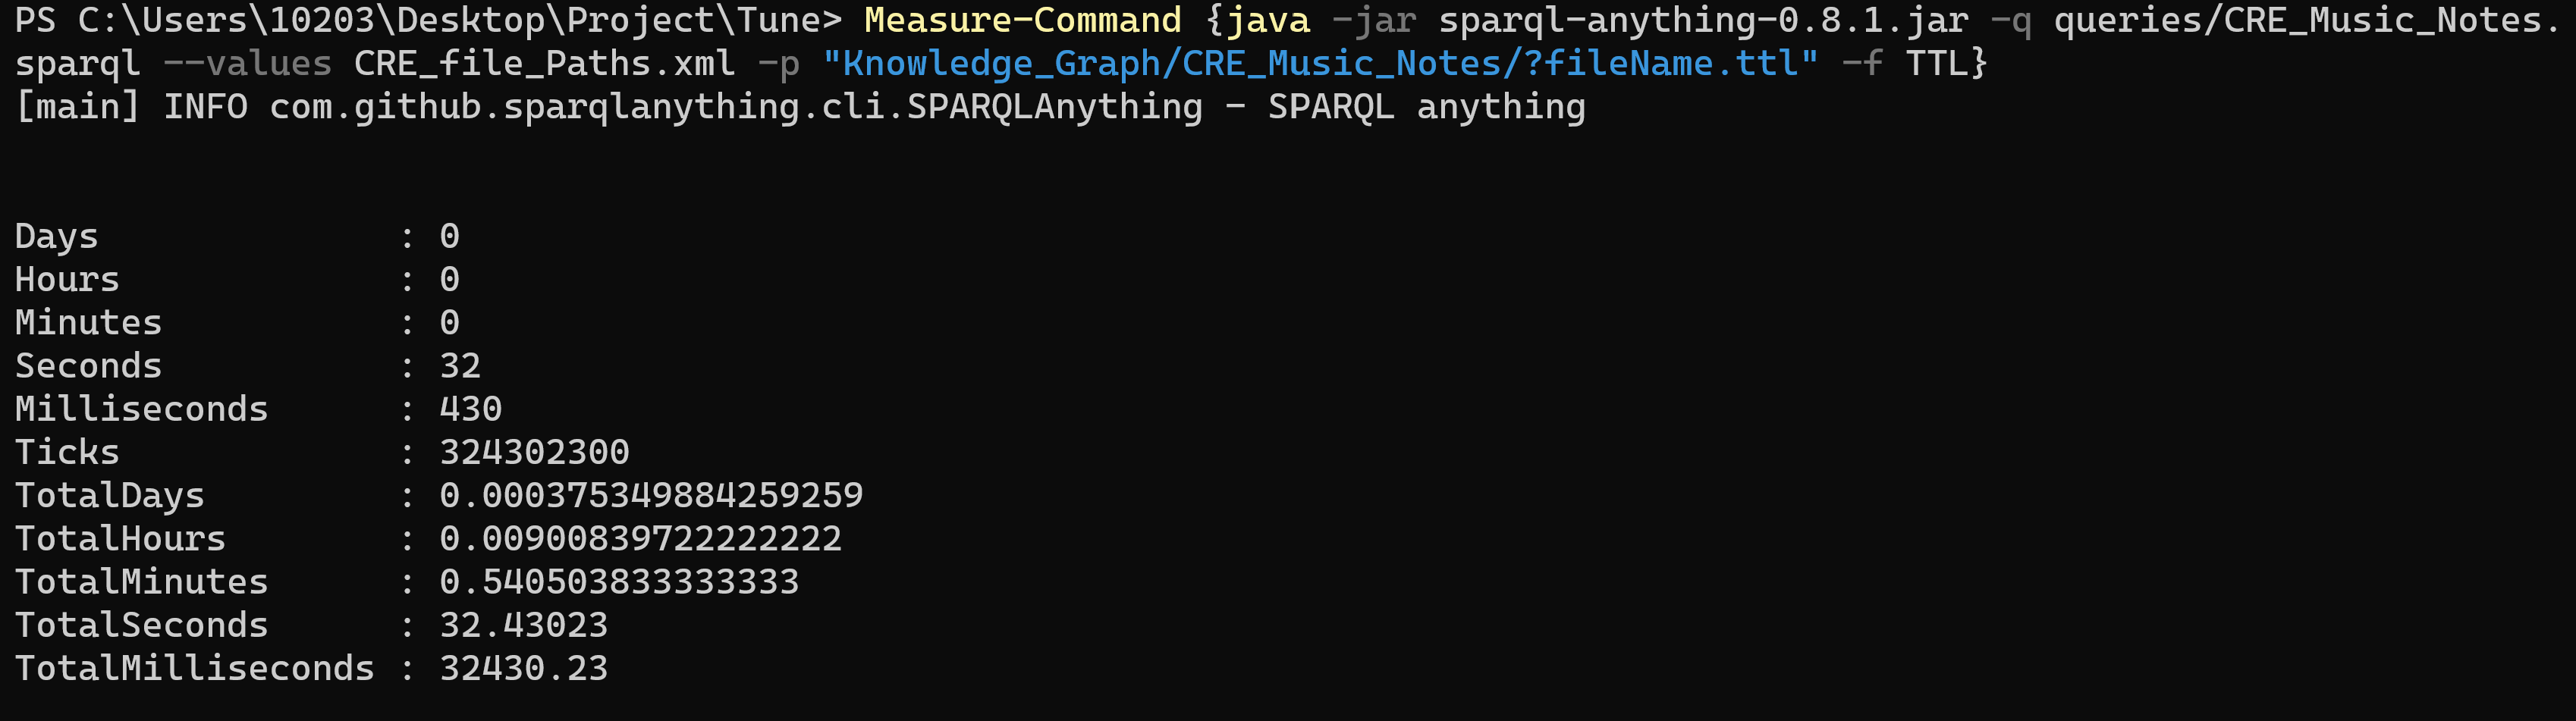 PS C:\Users\10203\Desktop\Project\Tune> Measure-Command {java -jar sparql-anything-0.8.1.jar -q queries/CRE_Music_Notes.
sparql --values CRE_file_Paths.xml -p "Knowledge_Graph/CRE_Music_Notes/?fileName.ttl" -f TTL}
[main] INFO com.github.sparqlanything.cli.SPARQLAnything - SPARQL anything
Days              : 0
Hours             : 0
Minutes           : 0
Seconds           : 32
Milliseconds      : 430
Ticks             : 324302300
TotalDays         : 0.000375349884259259
TotalHours        : 0.00900839722222222
TotalMinutes      : 0.540503833333333
TotalSeconds      : 32.43023
TotalMilliseconds : 32430.23